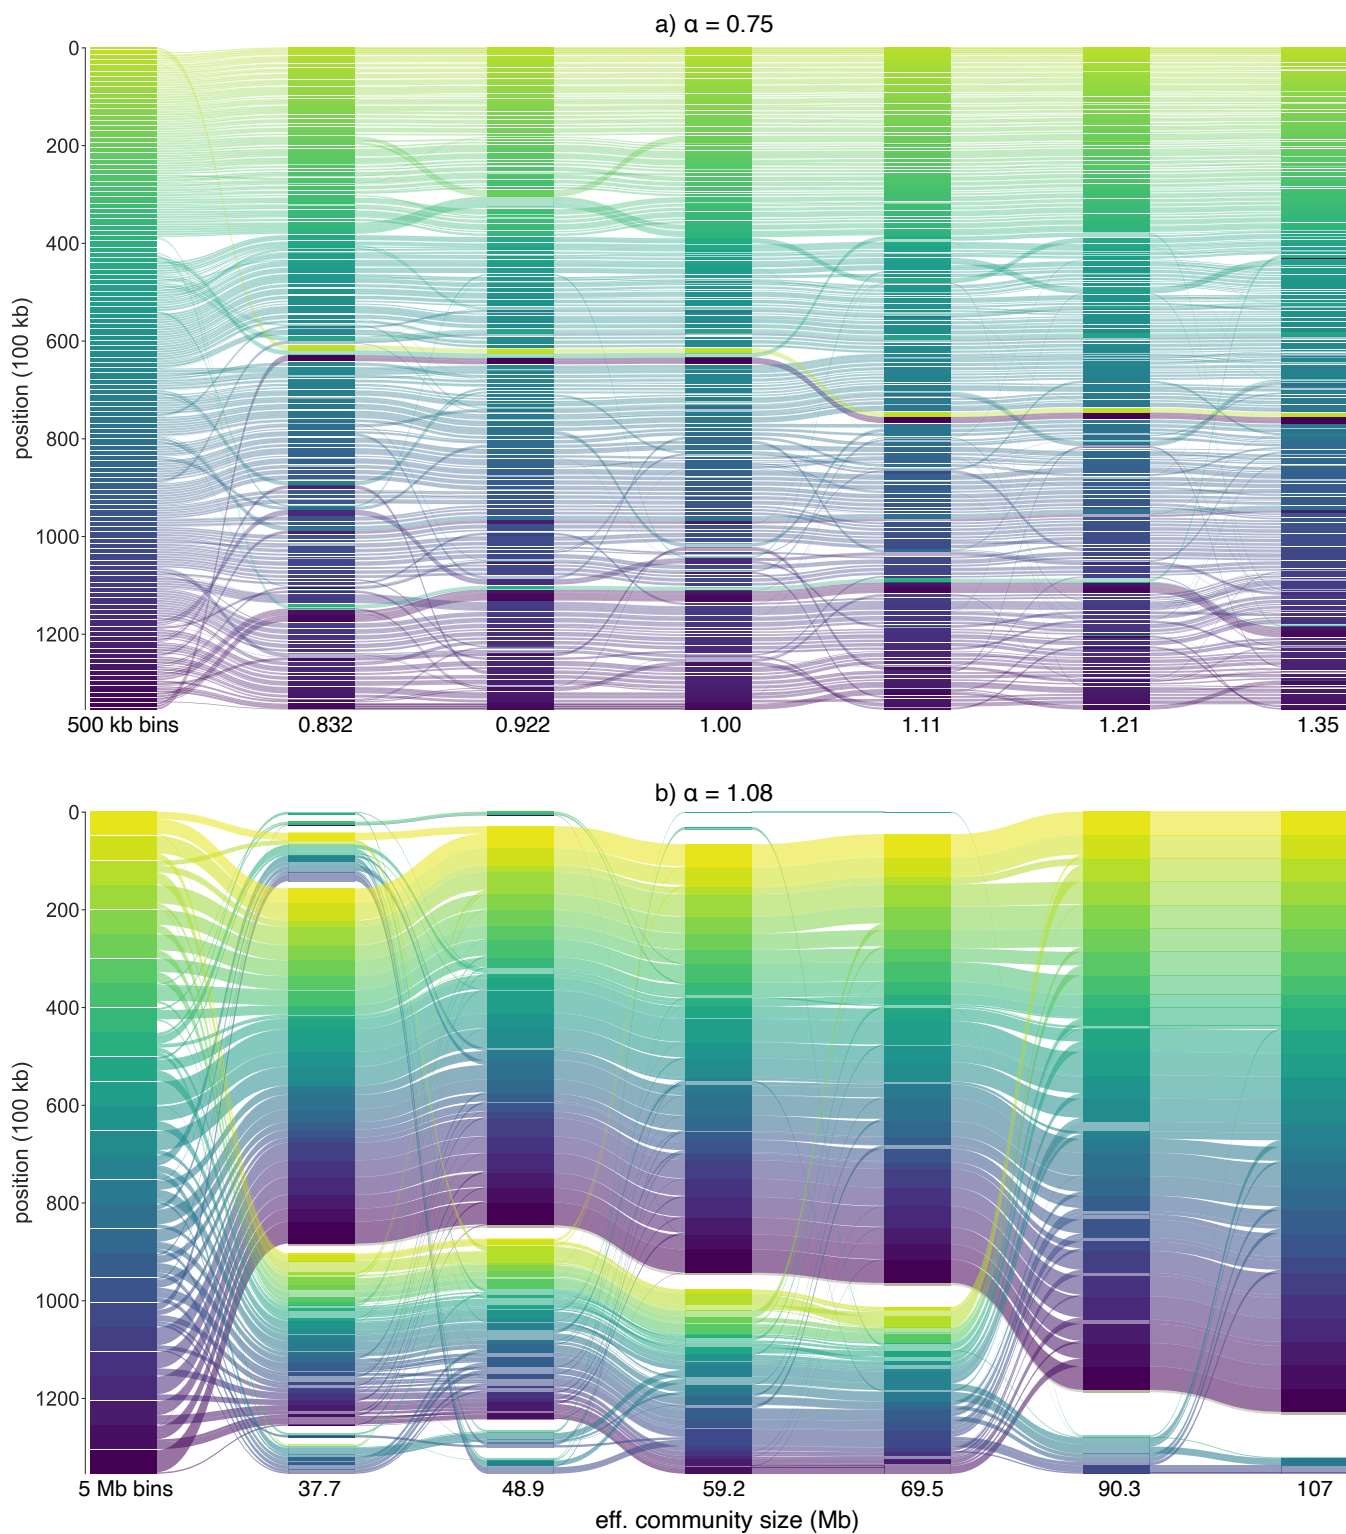 a) α = 0.75
0
200
400
600
800
1000
1200
position (100 kb)
500 kb bins 0.832 0.922 1.00 1.11 1.21 1.35
b) α = 1.08
0
200
400
600
800
1000
1200
position (100 kb)
5 Mb bins 37.7 48.9 59.2 69.5 90.3 107
eff. community size (Mb)